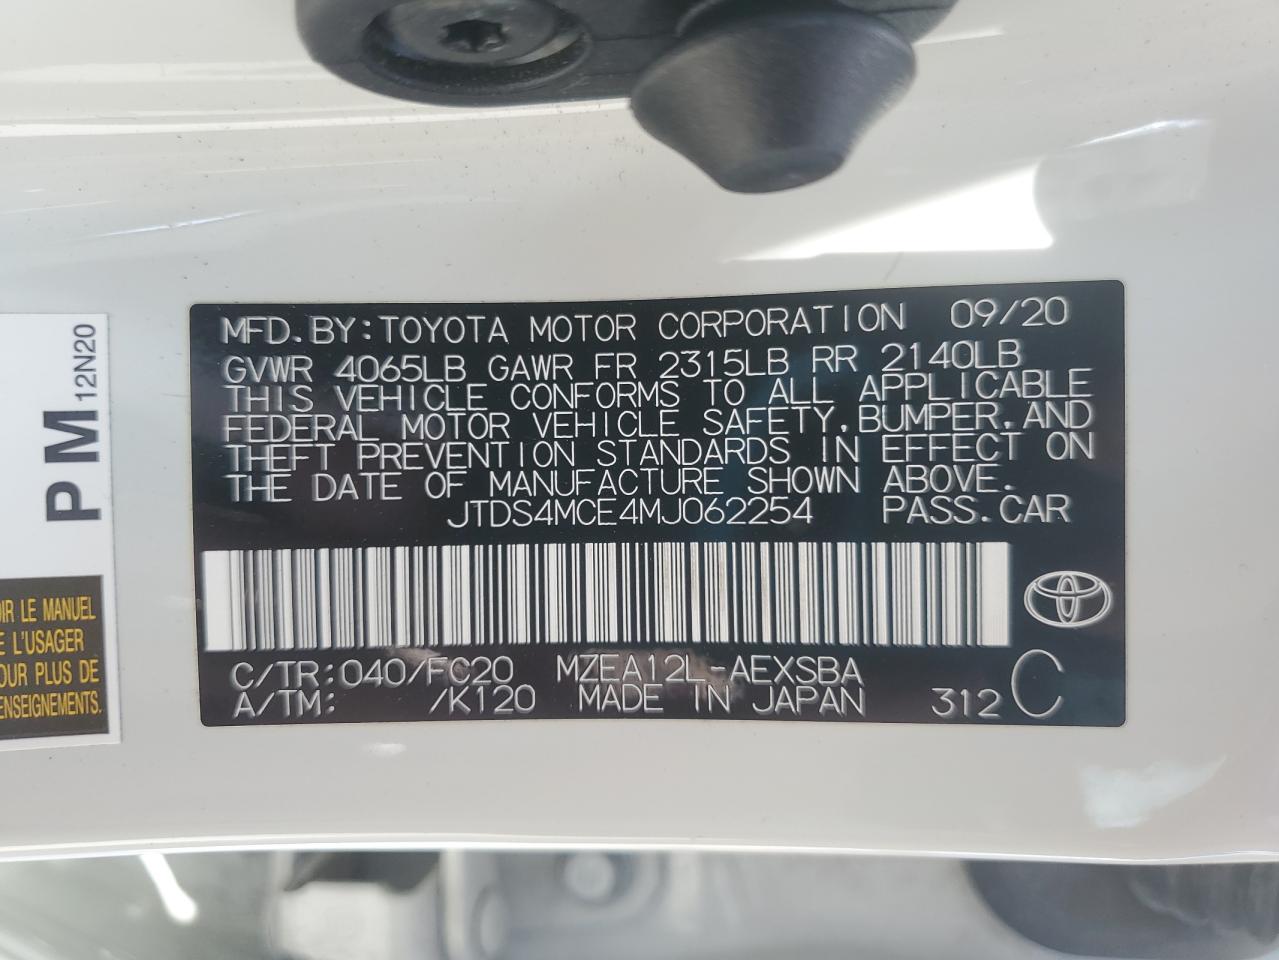 MFD.BY:TOYOTA MOTOR CORPORATION 09/20
GVWR 4065LB GAWR FR 2315LB RR 2140LB
THIS VEHICLE CONFORMS TO ALL APPLICABLE
FEDERAL MOTOR VEHICLE SAFETY,BUMPER,AND
THEFT PREVENTION STANDARDS IN EFFECT ON
THE DATE OF MANUFACTURE SHOWN ABOVE.
JTDS4MCE4MJ062254 PASS.CAR
C/TR:040/FC20 MZEA12L-AEXSBA
A/TM: /K120 MADE IN JAPAN 312 C
PM 12N20
LE MANUEL
L'USAGER
PLUS DE